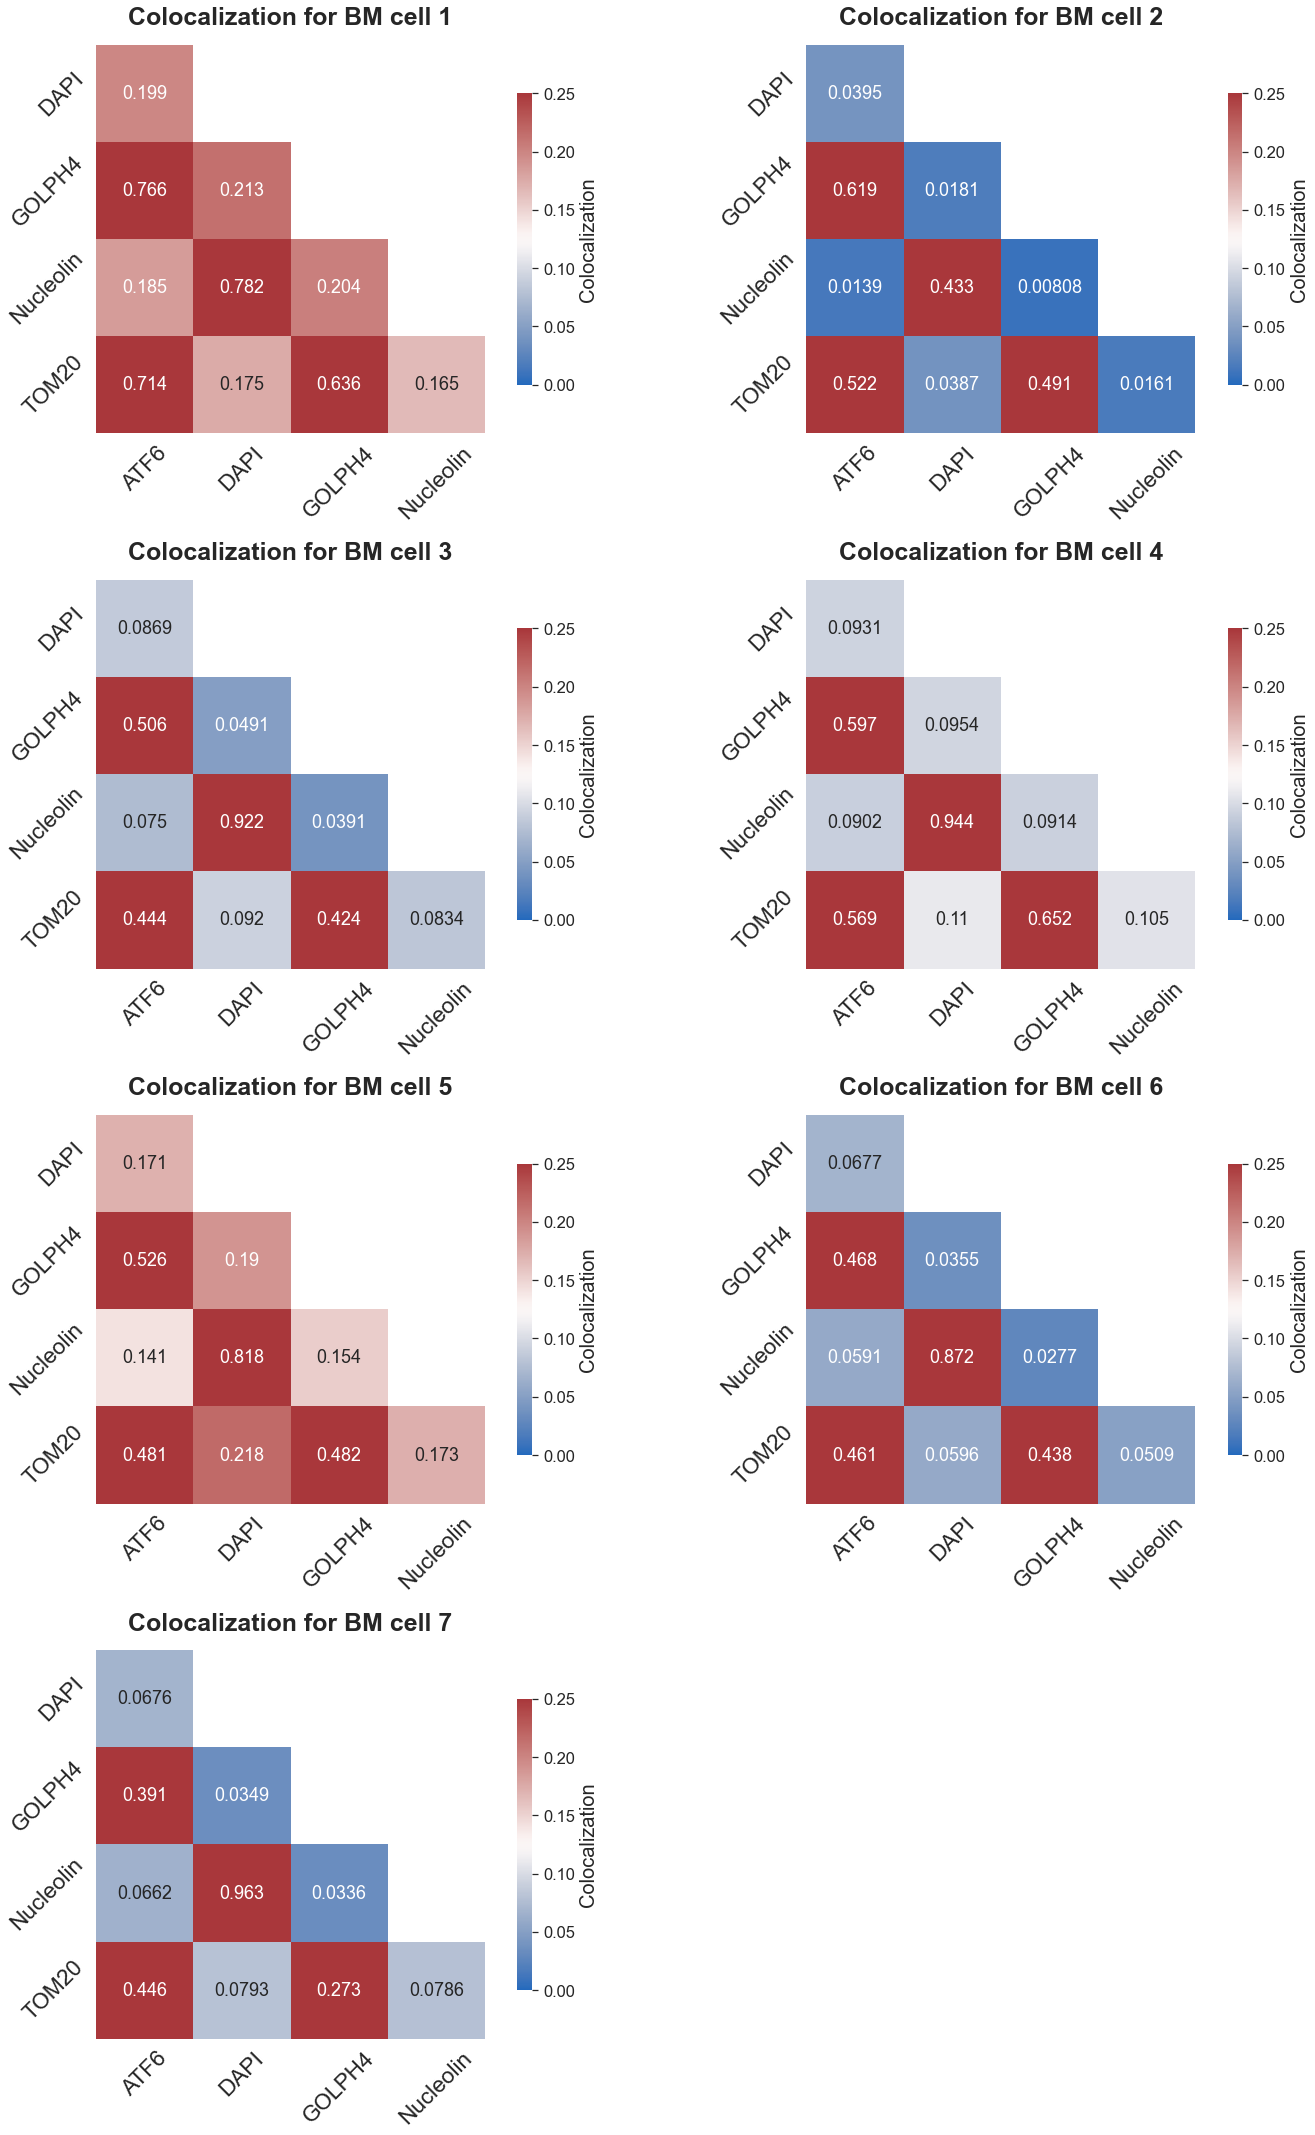 Colocalization for BM cell 1
DAPI 0.199
GOLPH4 0.766 0.213
Nucleolin 0.185 0.782 0.204
TOM20 0.714 0.175 0.636 0.165
ATF6 DAPI GOLPH4 Nucleolin
0.25
0.20
0.15
0.10
0.05
0.00
Colocalization
Colocalization for BM cell 2
DAPI 0.0395
GOLPH4 0.619 0.0181
Nucleolin 0.0139 0.433 0.00808
TOM20 0.522 0.0387 0.491 0.0161
ATF6 DAPI GOLPH4 Nucleolin
0.25
0.20
0.15
0.10
0.05
0.00
Colocalization
Colocalization for BM cell 3
DAPI 0.0869
GOLPH4 0.506 0.0491
Nucleolin 0.075 0.922 0.0391
TOM20 0.444 0.092 0.424 0.0834
ATF6 DAPI GOLPH4 Nucleolin
0.25
0.20
0.15
0.10
0.05
0.00
Colocalization
Colocalization for BM cell 4
DAPI 0.0931
GOLPH4 0.597 0.0954
Nucleolin 0.0902 0.944 0.0914
TOM20 0.569 0.11 0.652 0.105
ATF6 DAPI GOLPH4 Nucleolin
0.25
0.20
0.15
0.10
0.05
0.00
Colocalization
Colocalization for BM cell 5
DAPI 0.171
GOLPH4 0.526 0.19
Nucleolin 0.141 0.818 0.154
TOM20 0.481 0.218 0.482 0.173
ATF6 DAPI GOLPH4 Nucleolin
0.25
0.20
0.15
0.10
0.05
0.00
Colocalization
Colocalization for BM cell 6
DAPI 0.0677
GOLPH4 0.468 0.0355
Nucleolin 0.0591 0.872 0.0277
TOM20 0.461 0.0596 0.438 0.0509
ATF6 DAPI GOLPH4 Nucleolin
0.25
0.20
0.15
0.10
0.05
0.00
Colocalization
Colocalization for BM cell 7
DAPI 0.0676
GOLPH4 0.391 0.0349
Nucleolin 0.0662 0.963 0.0336
TOM20 0.446 0.0793 0.273 0.0786
ATF6 DAPI GOLPH4 Nucleolin
0.25
0.20
0.15
0.10
0.05
0.00
Colocalization